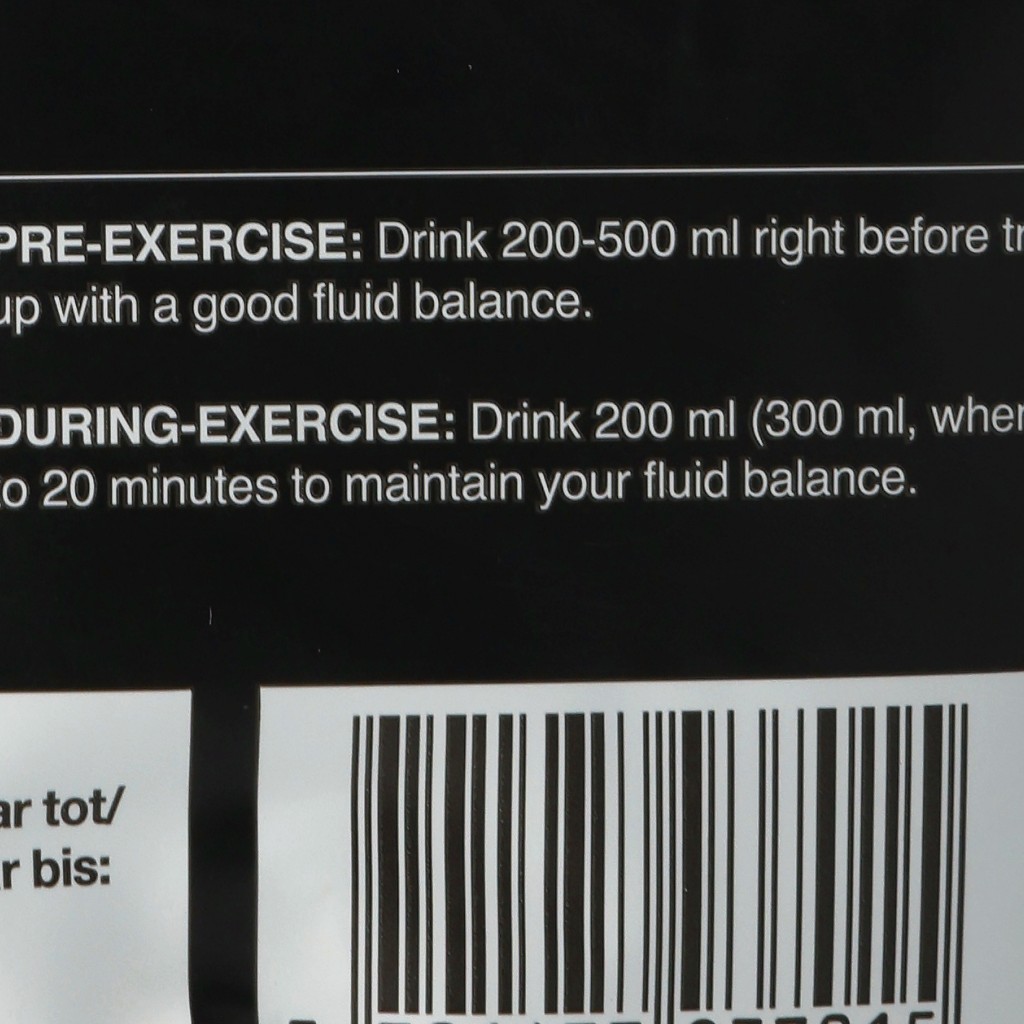 PRE-EXERCISE: Drink 200-500 ml right before
up with a good fluid balance.
DURING-EXERCISE: Drink 200 ml (300 ml,
20 minutes to maintain your fluid balance.
tot/
bis: